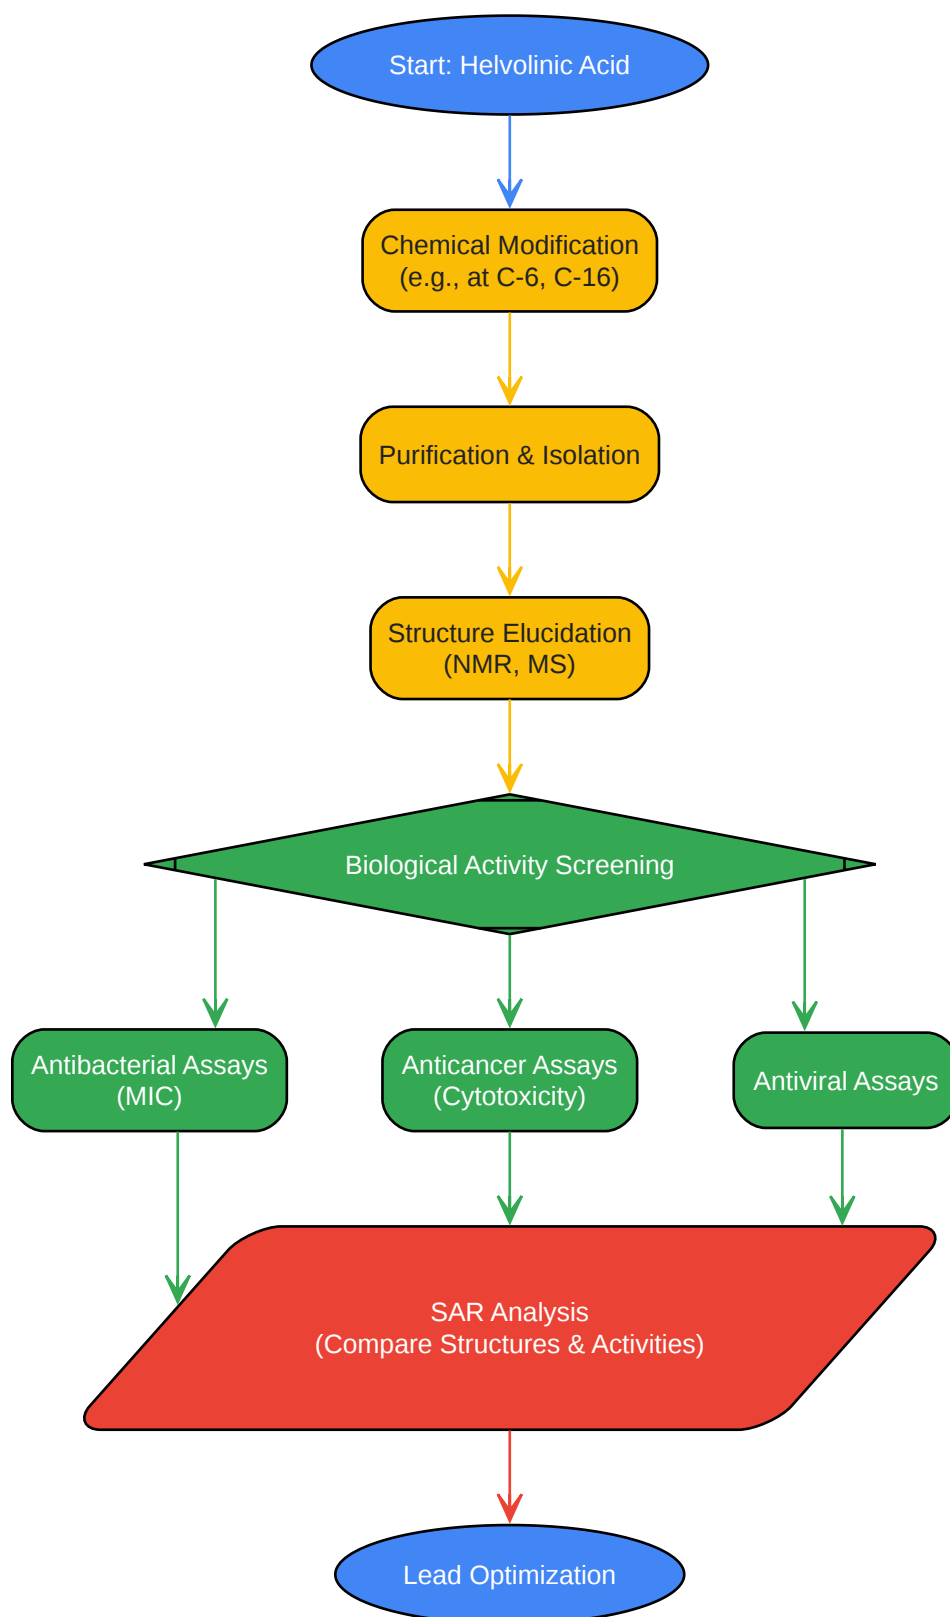 Start: Helvolinic Acid
Chemical Modification
(e.g., at C-6, C-16)
Purification & Isolation
Structure Elucidation
(NMR, MS)
Biological Activity Screening
Antibacterial Assays
(MIC)
Anticancer Assays
(Cytotoxicity)
Antiviral Assays
SAR Analysis
(Compare Structures & Activities)
Lead Optimization